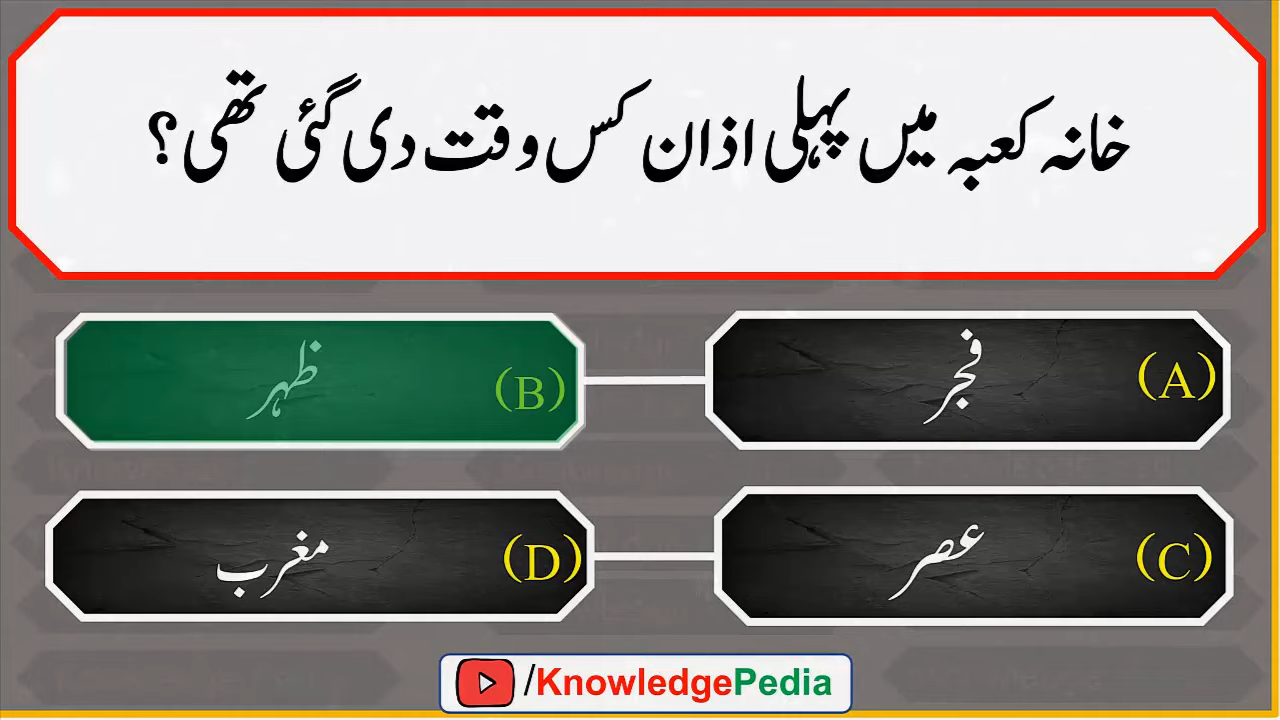 خانہ کعبہ میں پہلی اذان کس وقت دی گئی تھی؟
(A) فجر
(B) ظہر
(C) عصر
(D) مغرب
/KnowledgePedia